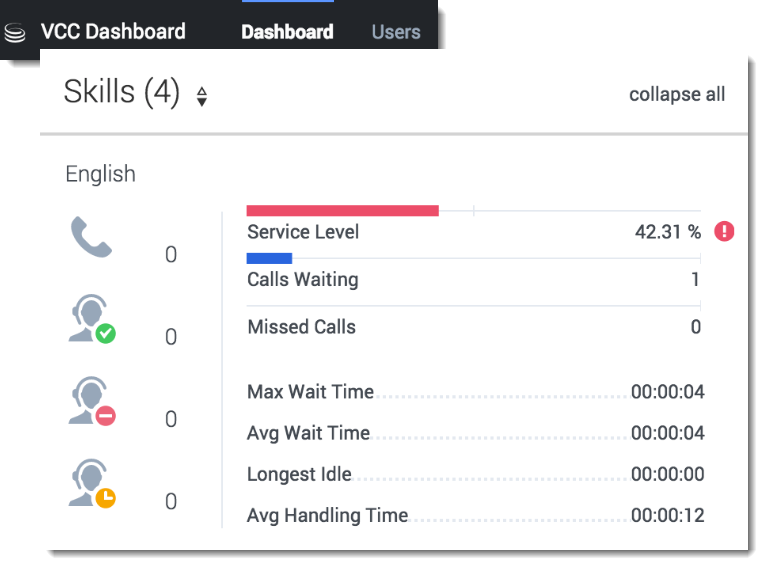 VCC Dashboard Dashboard Users
Skills (4) collapse all
English
0
0
0
0
Service Level 42.31 %
Calls Waiting 1
Missed Calls 0
Max Wait Time 00:00:04
Avg Wait Time 00:00:04
Longest Idle 00:00:00
Avg Handling Time 00:00:12